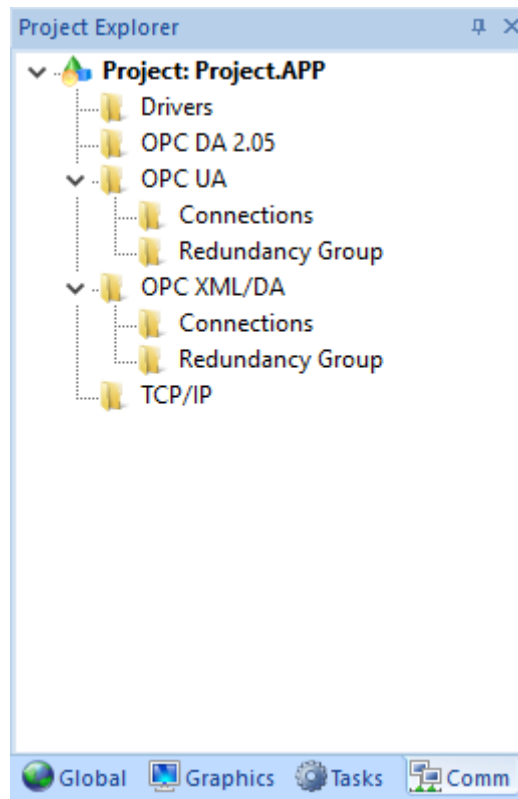 Project Explorer
Project: Project.APP
Drivers
OPC DA 2.05
OPC UA
Connections
Redundancy Group
OPC XML/DA
Connections
Redundancy Group
TCP/IP
Global Graphics Tasks Comm